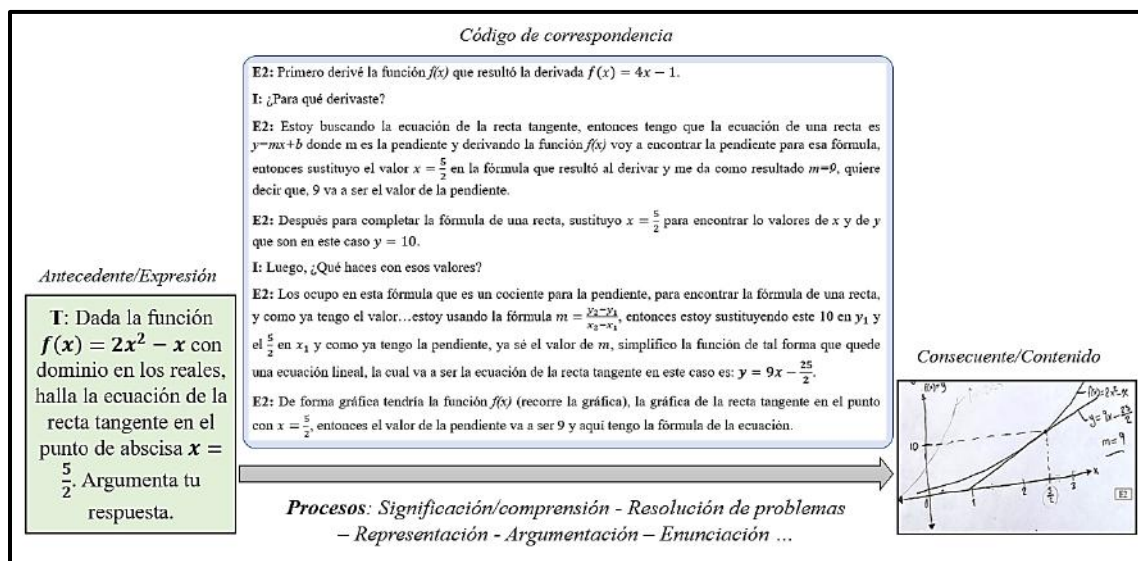 Código de correspondencia
E2: Primero derivé la función f(x) que resultó la derivada f(x) = 4x − 1.
I: ¿Para qué derivaste?
E2: Estoy buscando la ecuación de la recta tangente, entonces tengo que la ecuación de una recta es
y=mx+b donde m es la pendiente y derivando la función f(x) voy a encontrar la pendiente para esa fórmula,
entonces sustituyo el valor x = 5/2 en la fórmula que resultó al derivar y me da como resultado m=9, quiere
decir que, 9 va a ser el valor de la pendiente.
E2: Después para completar la fórmula de una recta, sustituyo x = 5/2 para encontrar lo valores de x y de y
que son en este caso y = 10.
I: Luego, ¿Qué haces con esos valores?
E2: Los ocupo en esta fórmula que es un cociente para la pendiente, para encontrar la fórmula de una recta,
y como ya tengo el valor…estoy usando la fórmula m = (y₂−y₁)/(x₂−x₁), entonces estoy sustituyendo este 10 en y₁ y
el 5/2 en x₁ y como ya tengo la pendiente, ya sé el valor de m, simplifico la función de tal forma que quede
una ecuación lineal, la cual va a ser la ecuación de la recta tangente en este caso es: y = 9x − 25/2.
E2: De forma gráfica tendría la función f(x) (recorre la gráfica), la gráfica de la recta tangente en el punto
con x = 5/2, entonces el valor de la pendiente va a ser 9 y aquí tengo la fórmula de la ecuación.
Antecedente/Expresión
T: Dada la función
f(x) = 2x² − x con
dominio en los reales,
halla la ecuación de la
recta tangente en el
punto de abscisa x =
5/2. Argumenta tu
respuesta.
Procesos: Significación/comprensión - Resolución de problemas
– Representación - Argumentación – Enunciación ...
Consecuente/Contenido
f(x)=2x²-x
y=9x-25/2
m=9
10
x
0 1 2 5/2 3
E2